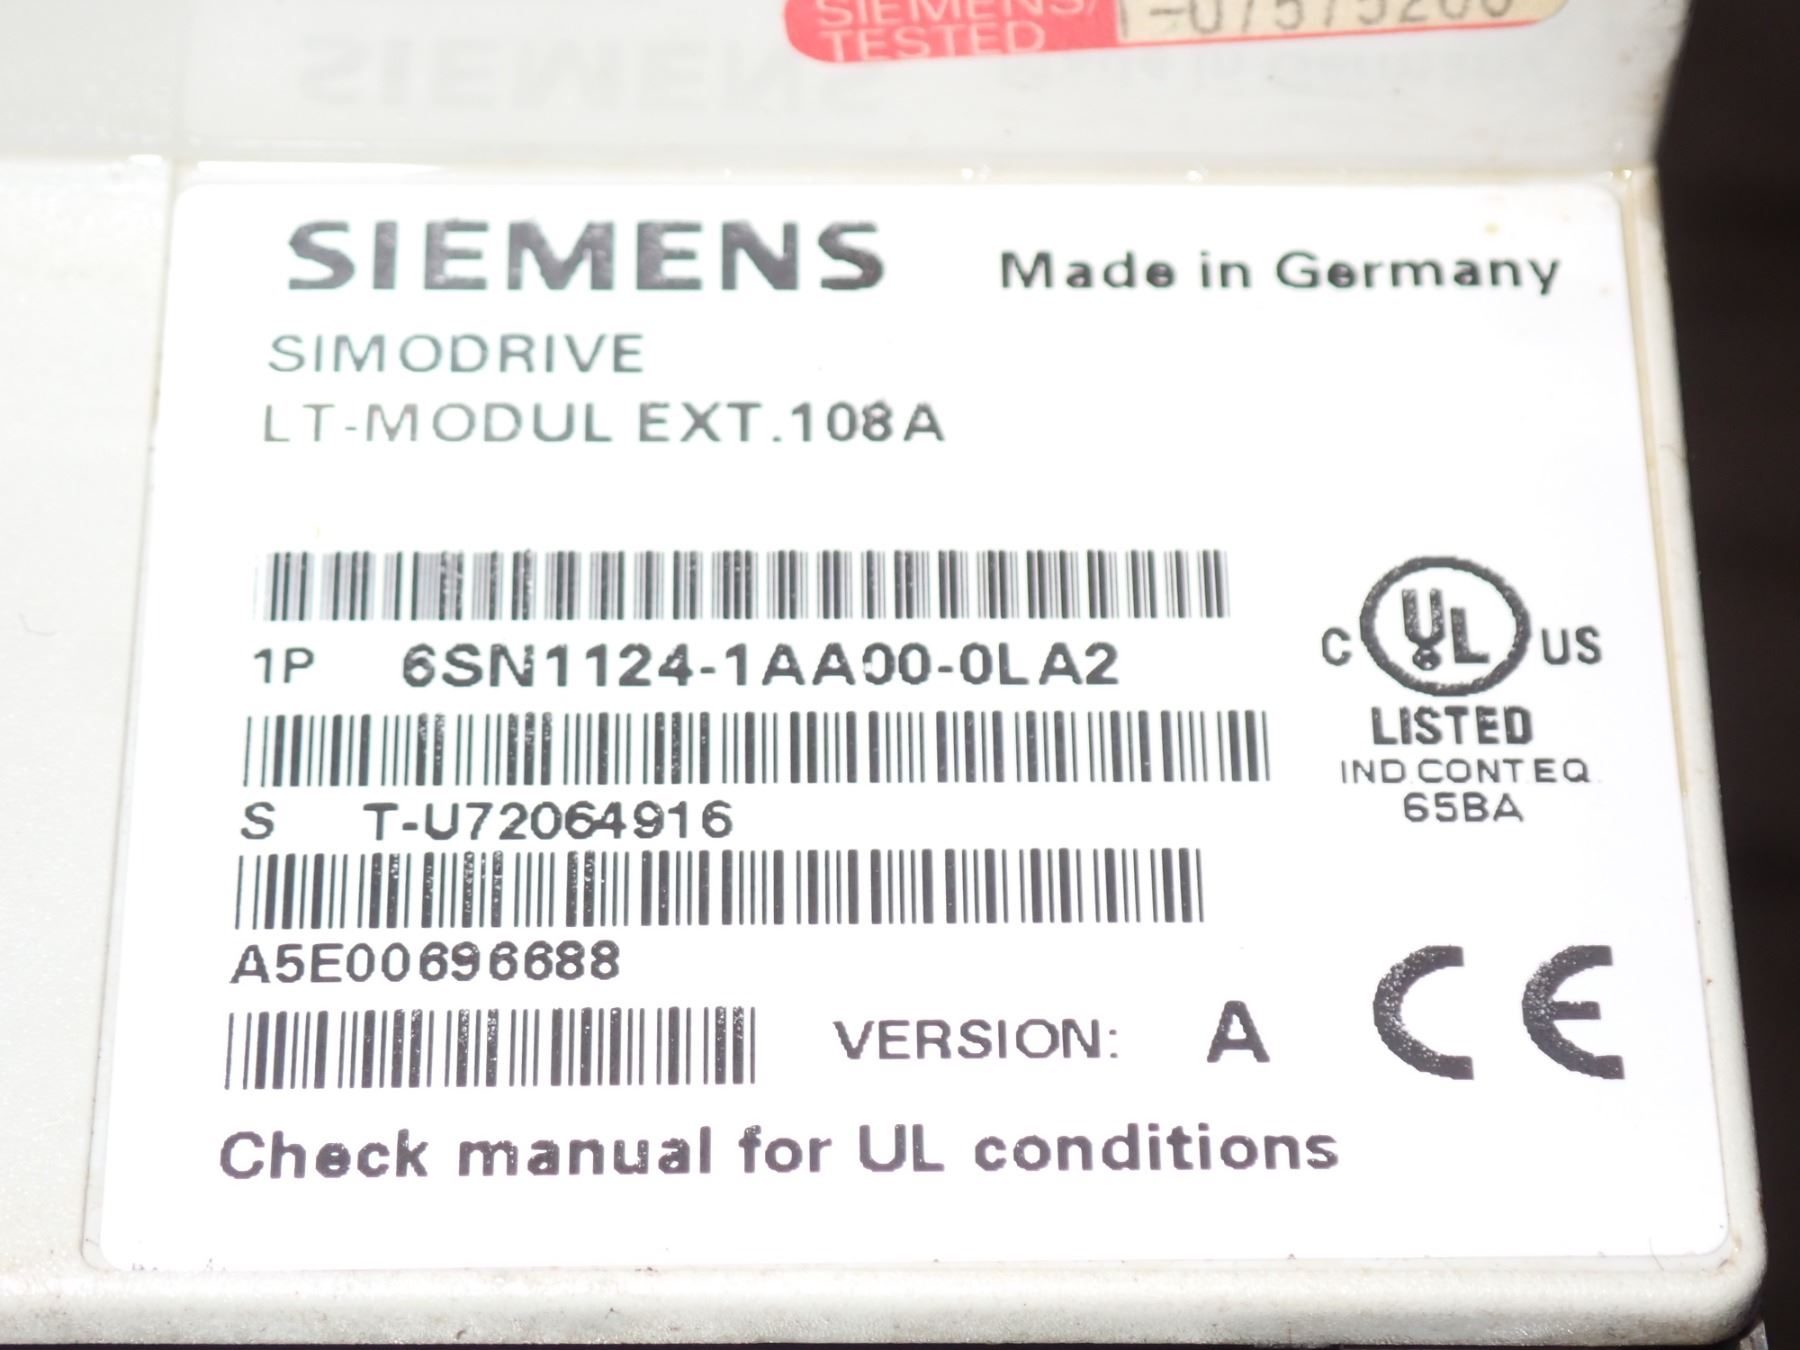 SIEMENS/
TESTED
SIEMENS Made in Germany
SIMODRIVE
LT-MODUL EXT.108A
1P 6SN1124-1AA00-0LA2
C UL US
LISTED
IND.CONT.EQ.
65BA
S T-U72064916
A5E00696688
VERSION: A CE
Check manual for UL conditions